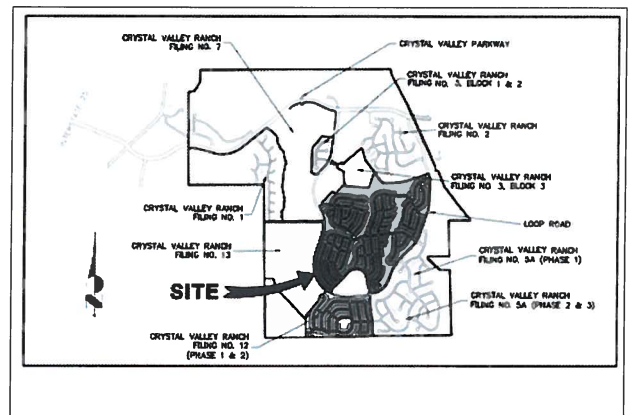 CRYSTAL VALLEY RANCH
FILING NO. 7
CRYSTAL VALLEY PARKWAY
CRYSTAL VALLEY RANCH
FILING NO. 3, BLOCK 1 & 2
CRYSTAL VALLEY RANCH
FILING NO. 2
CRYSTAL VALLEY RANCH
FILING NO. 3, BLOCK 3
CRYSTAL VALLEY RANCH
FILING NO. 1
LOOP ROAD
CRYSTAL VALLEY RANCH
FILING NO. 13
CRYSTAL VALLEY RANCH
FILING NO. 5A (PHASE 1)
SITE
CRYSTAL VALLEY RANCH
FILING NO. 5A (PHASE 2 & 3)
CRYSTAL VALLEY RANCH
FILING NO. 12
(PHASE 1 & 2)
INTERSTATE 25